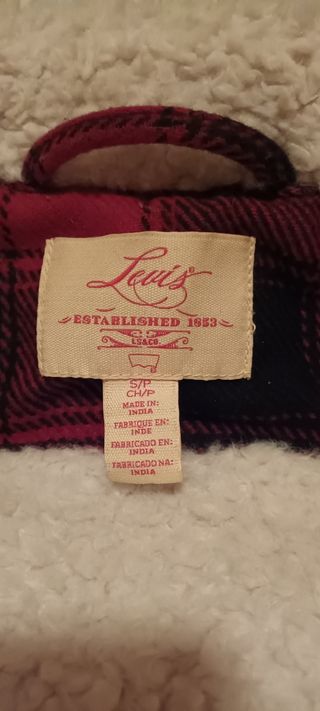 Levi's
ESTABLISHED 1853
LS&CO.
S/P
CH/P
MADE IN:
INDIA
FABRIQUE EN:
INDE
FABRICADO EN:
INDIA
FABRICADO NA:
INDIA